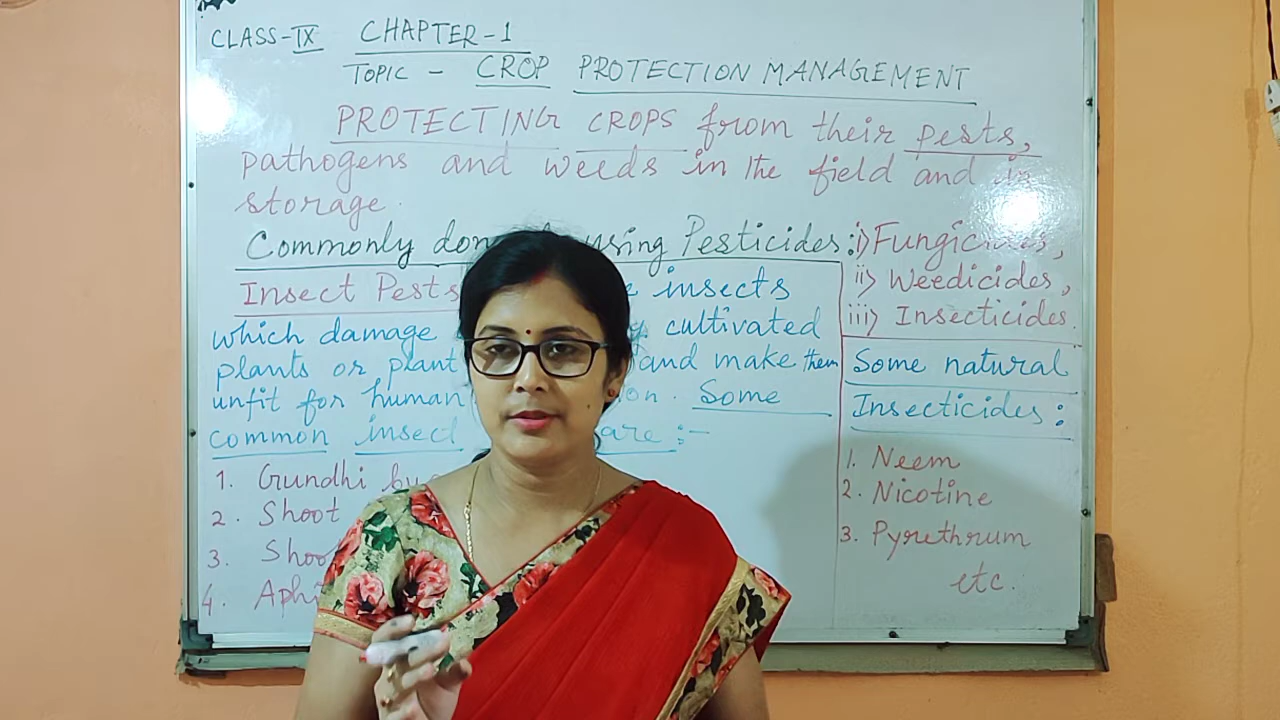 CLASS-IX CHAPTER-1
TOPIC - CROP PROTECTION MANAGEMENT
PROTECTING CROPS from their pests,
pathogens and weeds in the field and in
storage.
Commonly using Pesticides: i) Fungicides,
ii) Weedicides,
iii) Insecticides.
Insect Pests insects
which damage cultivated
plants or plant and make them
unfit for human Some
common insect are :-
1. Gundhi
2. Shoot
3.
4.
Some natural
Insecticides:
1. Neem
2. Nicotine
3. Pyrethrum
etc.